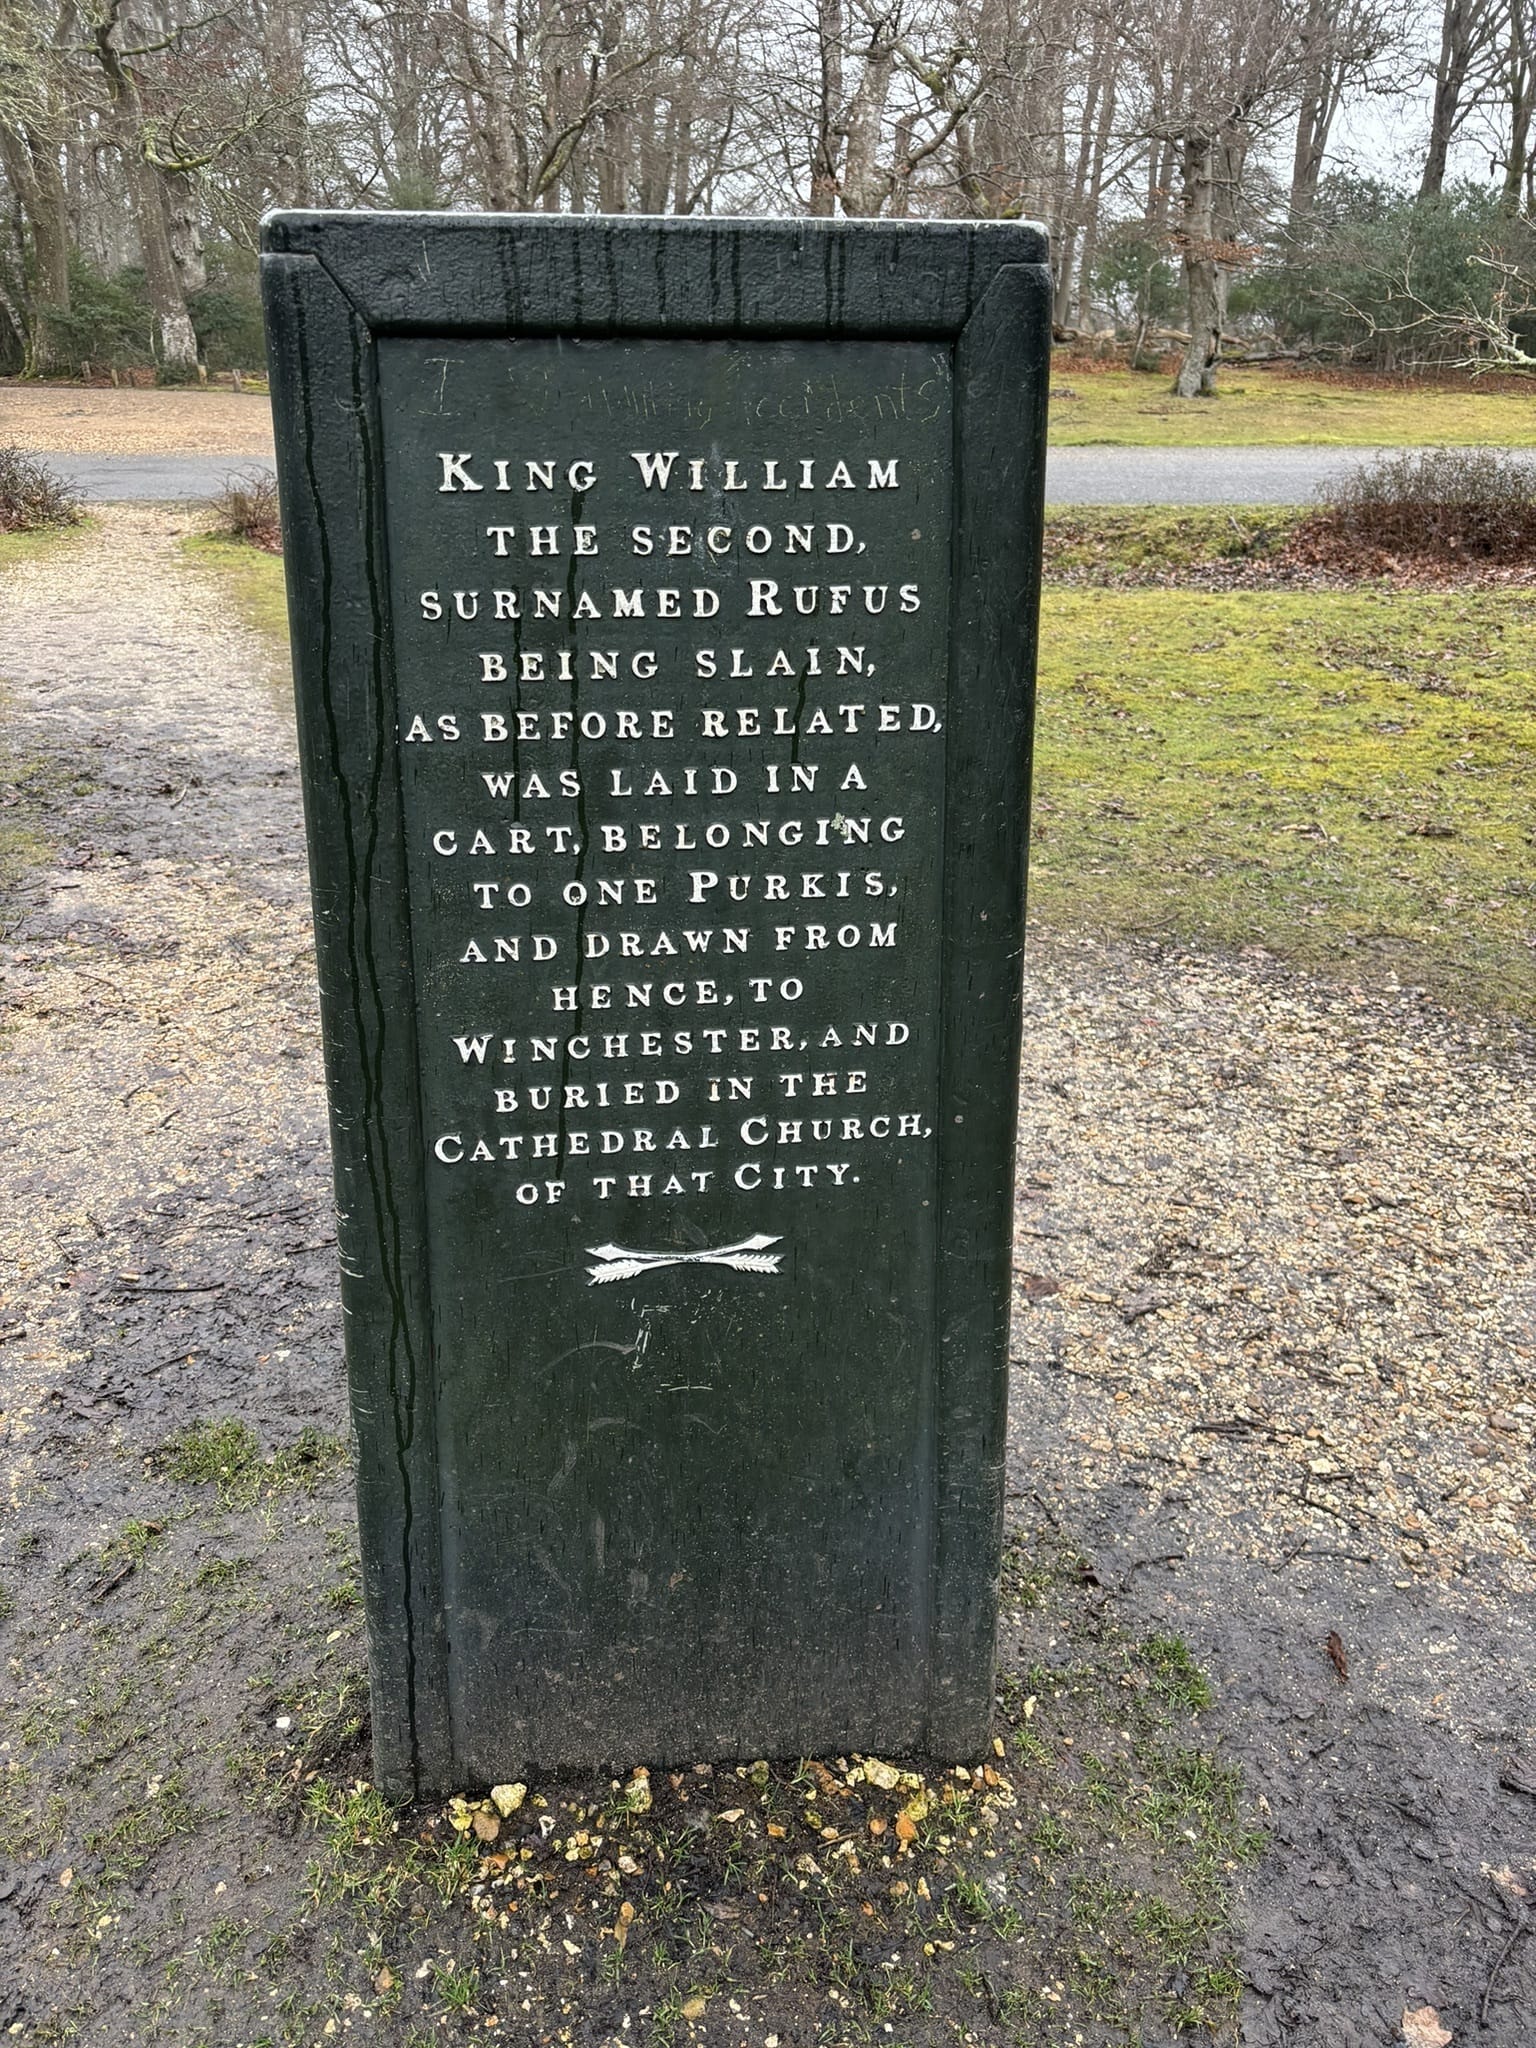 KING WILLIAM
THE SECOND,
SURNAMED RUFUS
BEING SLAIN,
AS BEFORE RELATED,
WAS LAID IN A
CART, BELONGING
TO ONE PURKIS,
AND DRAWN FROM
HENCE, TO
WINCHESTER, AND
BURIED IN THE
CATHEDRAL CHURCH,
OF THAT CITY.